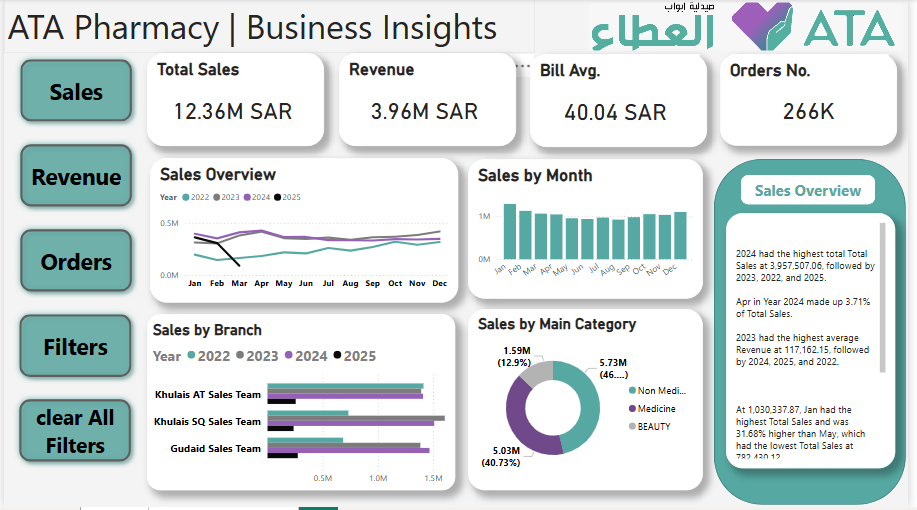 ATA Pharmacy | Business Insights
صيدلية أبواب
العطاء
ATA
Sales
Revenue
Orders
Filters
clear All
Filters
Total Sales
12.36M SAR
Revenue
3.96M SAR
Bill Avg.
40.04 SAR
Orders No.
266K
Sales Overview
Year 2022 2023 2024 2025
0.5M
0.0M
Jan Feb Mar Apr May Jun Jul Aug Sep Oct Nov Dec
Sales by Month
1M
0M
Jan Feb Mar Apr May Jun Jul Aug Sep Oct Nov Dec
Sales by Branch
Year 2022 2023 2024 2025
Khulais AT Sales Team
Khulais SQ Sales Team
Gudaid Sales Team
0.5M 1.0M 1.5M
Sales by Main Category
1.59M
(12.9%)
5.73M
(46....)
5.03M
(40.73%)
Non Medi...
Medicine
BEAUTY
Sales Overview
2024 had the highest total Total
Sales at 3,957,507.06, followed by
2023, 2022, and 2025.
Apr in Year 2024 made up 3.71%
of Total Sales.
2023 had the highest average
Revenue at 117,162.15, followed
by 2024, 2025, and 2022.
At 1,030,337.87, Jan had the
highest Total Sales and was
31.68% higher than May, which
had the lowest Total Sales at
782,430.12